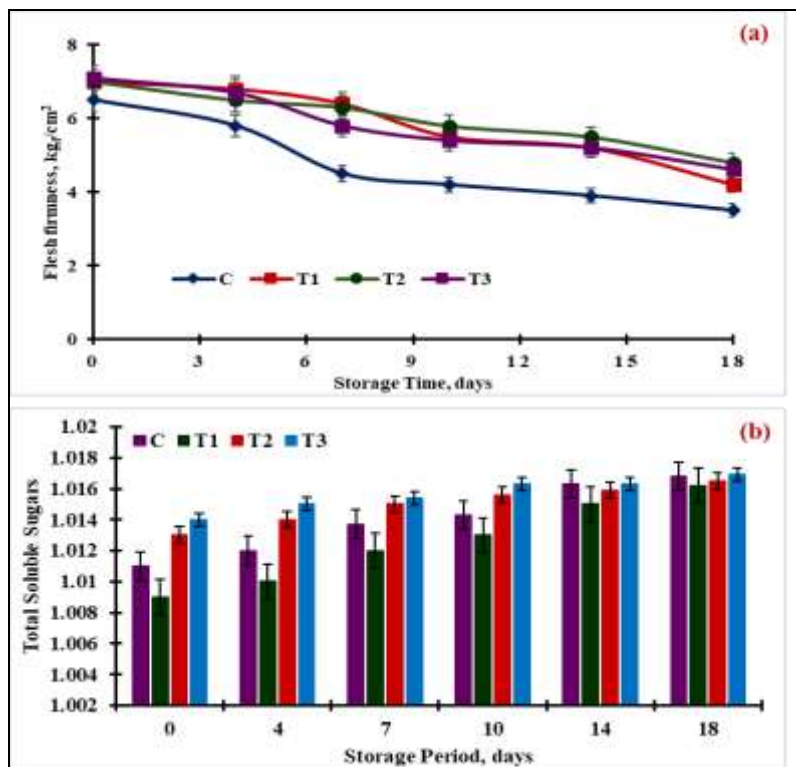 (a)
8
6
4
2
0
Flesh firmness, kgf/cm²
C T1 T2 T3
0 3 6 9 12 15 18
Storage Time, days
(b)
1.02
1.018
1.016
1.014
1.012
1.01
1.008
1.006
1.004
1.002
Total Soluble Sugars
C T1 T2 T3
0 4 7 10 14 18
Storage Period, days